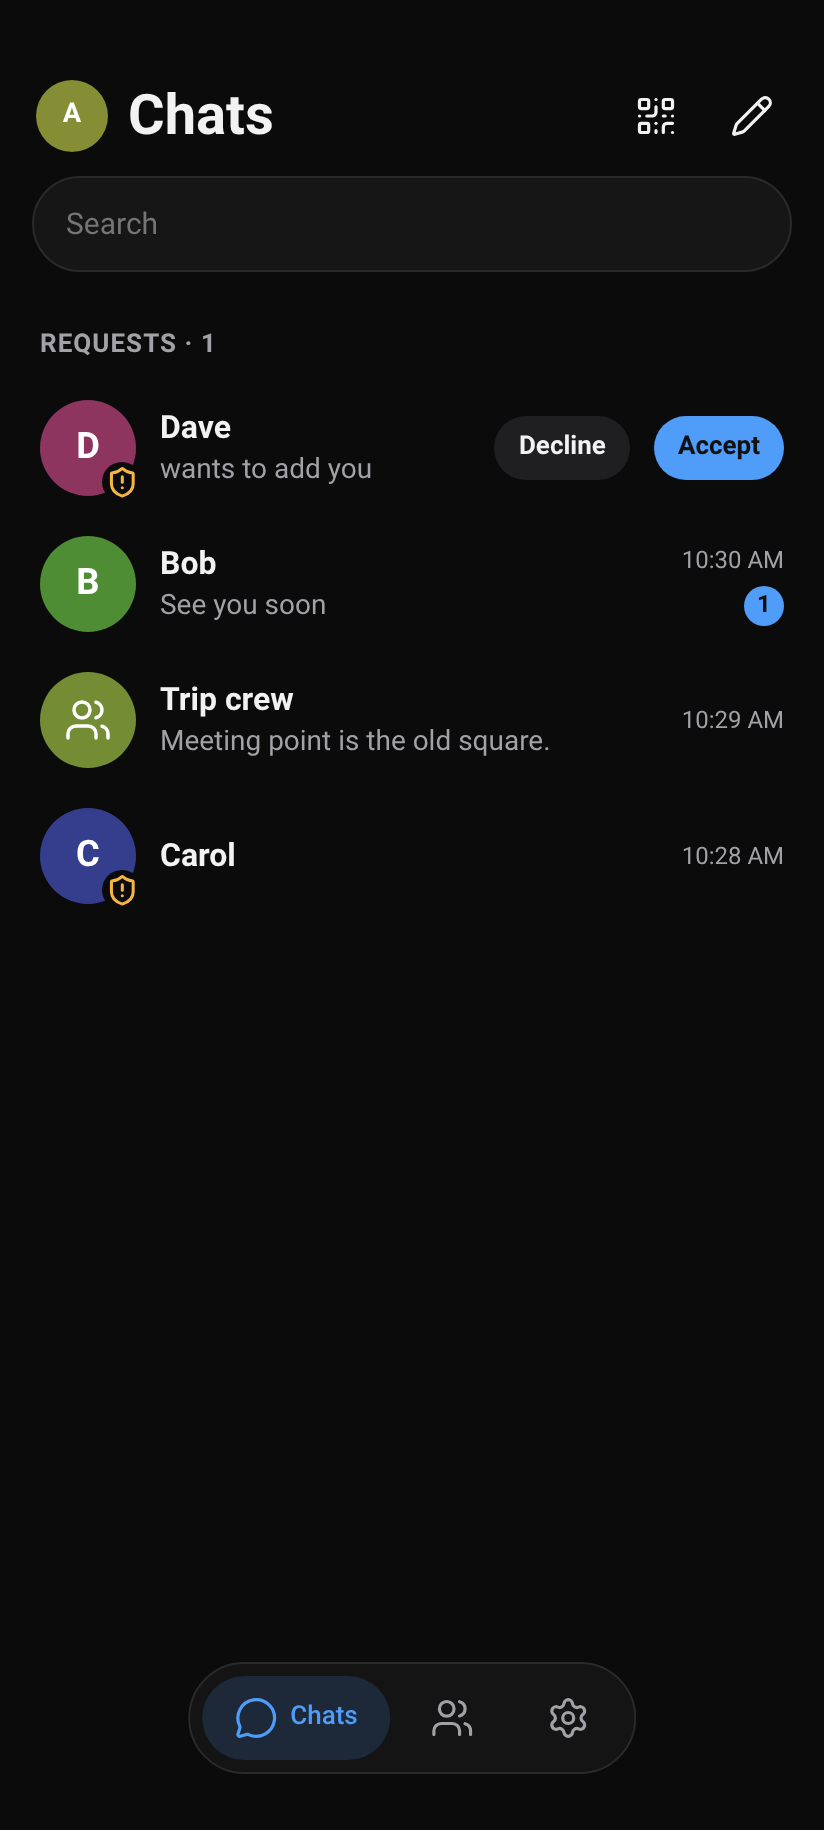 A
Chats
Search
REQUESTS · 1
D
Dave
wants to add you
Decline
Accept
B
Bob
See you soon
10:30 AM
1
Trip crew
Meeting point is the old square.
10:29 AM
C
Carol
10:28 AM
Chats